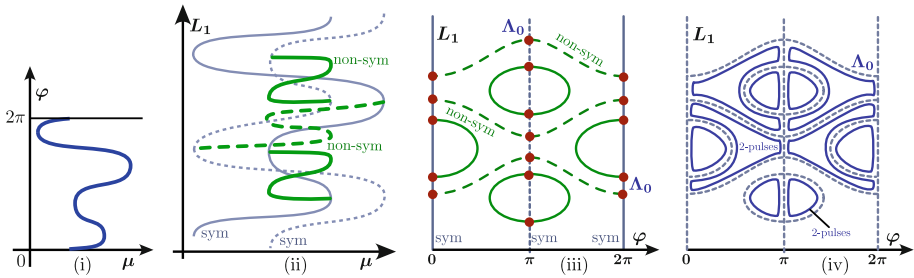 φ
2π
0
(i)
μ
L₁
non-sym
non-sym
sym
sym
(ii)
μ
L₁
Λ₀
non-sym
non-sym
Λ₀
sym
sym
sym
φ
0
π
(iii)
2π
L₁
Λ₀
2-pulses
2-pulses
φ
0
π
(iv)
2π